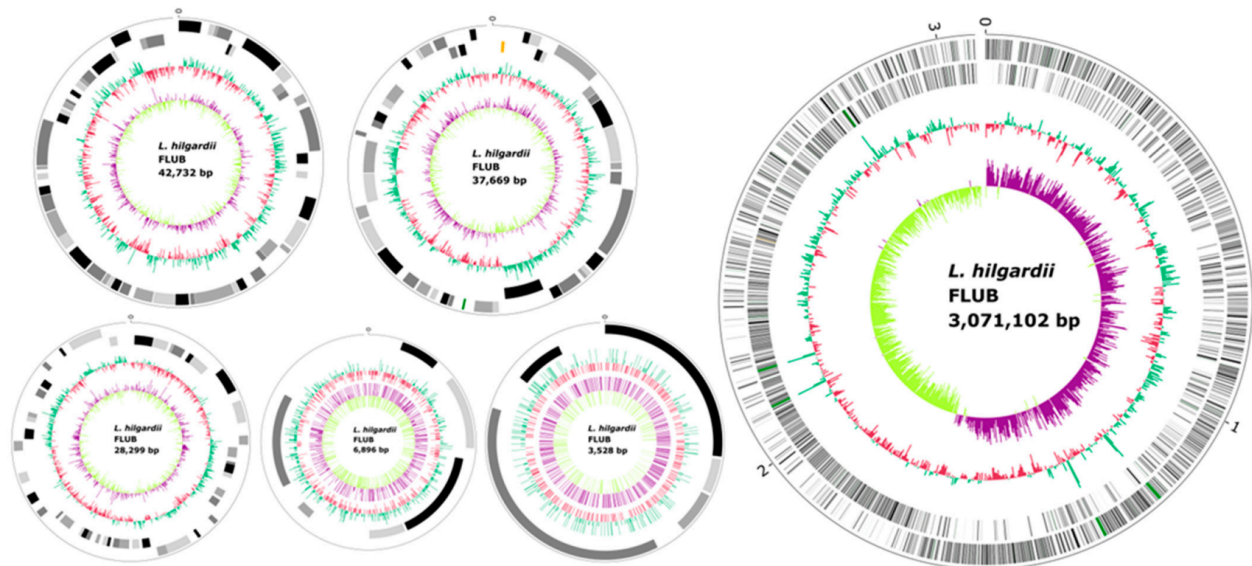 0
L. hilgardii
FLUB
42,732 bp
0
L. hilgardii
FLUB
37,669 bp
0
L. hilgardii
FLUB
28,299 bp
0
L. hilgardii
FLUB
6,896 bp
0
L. hilgardii
FLUB
3,528 bp
3
0
L. hilgardii
FLUB
3,071,102 bp
1
2